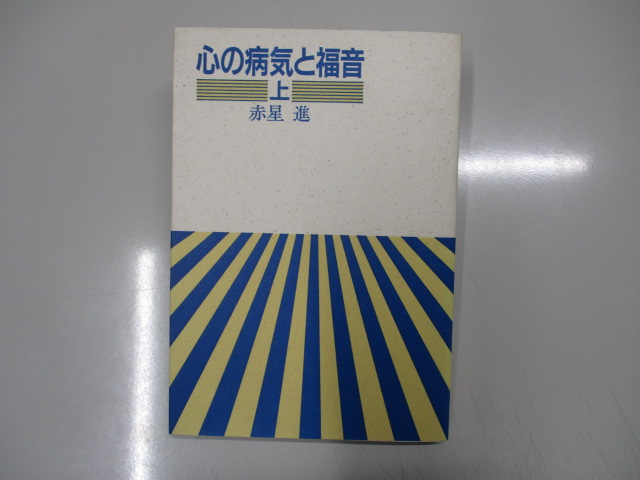 心の病気と福音
上
赤星 進